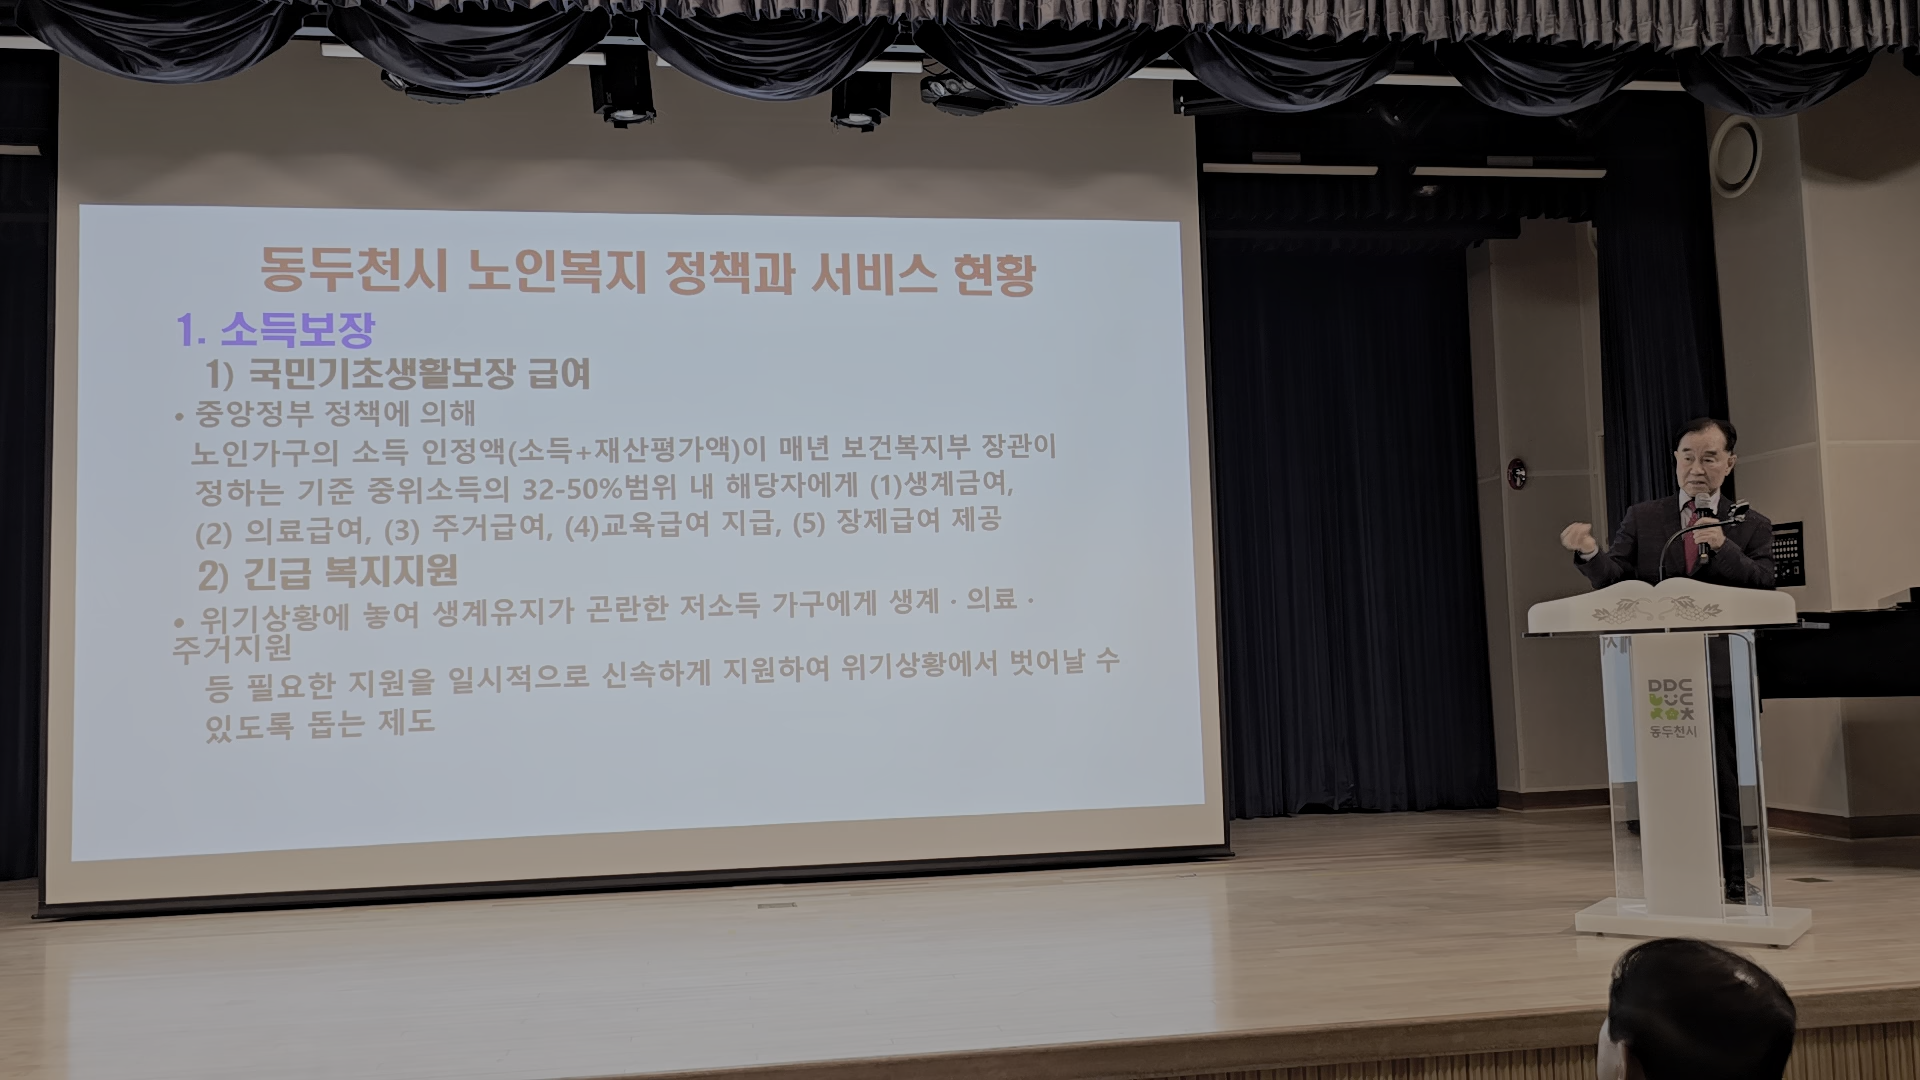 동두천시 노인복지 정책과 서비스 현황
1. 소득보장
1) 국민기초생활보장 급여
• 중앙정부 정책에 의해
노인가구의 소득 인정액(소득+재산평가액)이 매년 보건복지부 장관이
정하는 기준 중위소득의 32-50%범위 내 해당자에게 (1)생계금여,
(2) 의료급여, (3) 주거급여, (4)교육급여 지급, (5) 장제급여 제공
2) 긴급 복지지원
• 위기상황에 놓여 생계유지가 곤란한 저소득 가구에게 생계 · 의료 ·
주거지원
등 필요한 지원을 일시적으로 신속하게 지원하여 위기상황에서 벗어날 수
있도록 돕는 제도
DDC
동두천시